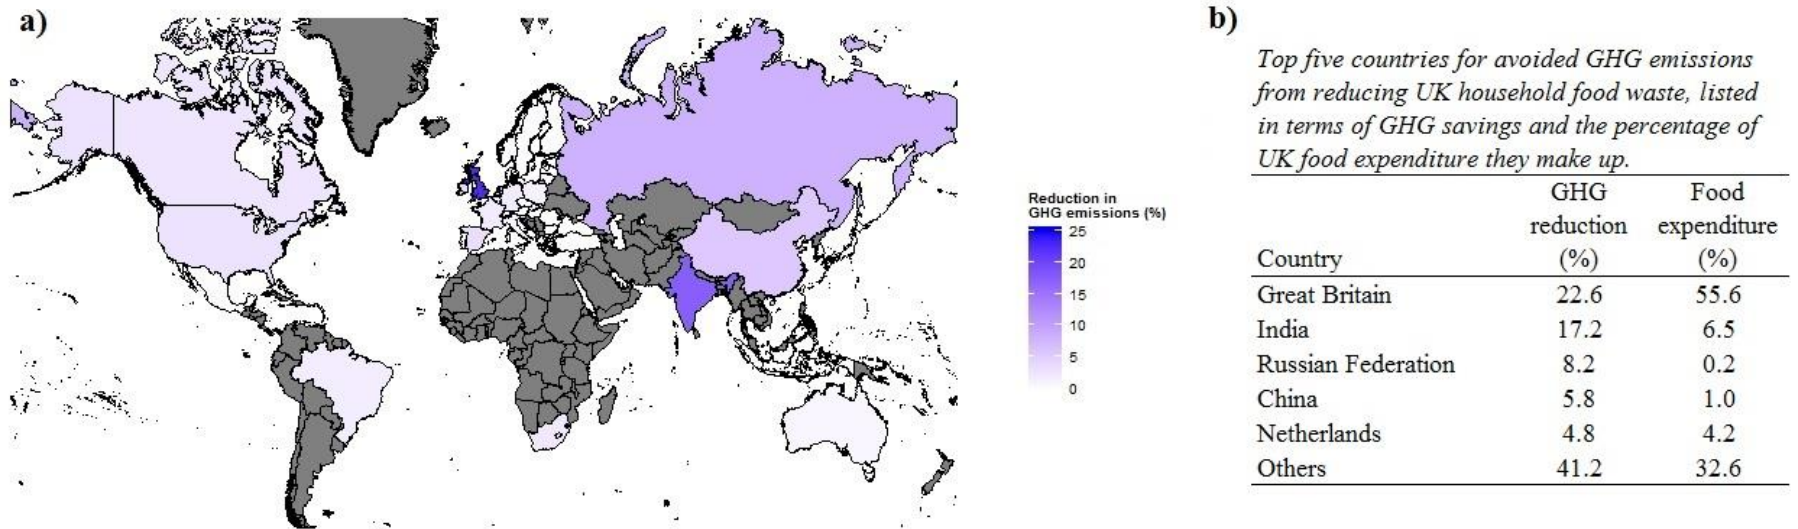 a)
Reduction in
GHG emissions (%)
25
20
15
10
5
0
b)
Top five countries for avoided GHG emissions
from reducing UK household food waste, listed
in terms of GHG savings and the percentage of
UK food expenditure they make up.
GHG Food
reduction expenditure
Country (%) (%)
Great Britain 22.6 55.6
India 17.2 6.5
Russian Federation 8.2 0.2
China 5.8 1.0
Netherlands 4.8 4.2
Others 41.2 32.6